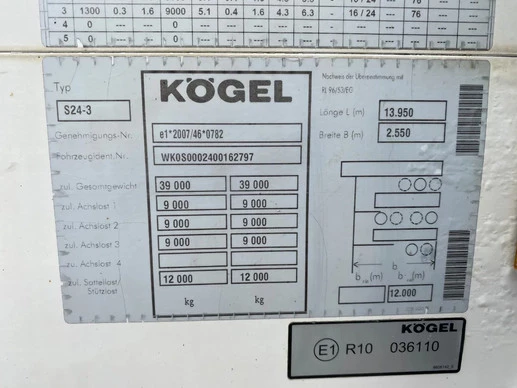 3 1300 0.3 1.6 9000 5.1 0.4 1.6 4.3 6.3 - 16 / 24 --- 76 ---
4 0 --- --- 0 --- --- --- --- --- - --- --- --- ---
5 0 --- --- 0 --- --- --- --- --- - --- --- --- ---
KÖGEL
Typ
S24-3
Genehmigungs-Nr.
e1*2007/46*0782
Fahrzeugident.Nr.
WK0S0002400162797
zul. Gesamtgewicht 39 000 39 000
zul. Achslast 1 9 000 9 000
zul. Achslast 2 9 000 9 000
zul. Achslast 3 9 000 9 000
zul. Achslast 4
zul. Sattellast/
Stützlast
12 000 12 000
kg kg
Nachweis der Übereinstimmung mit
RL 96/53/EG
Länge L (m) 13.950
Breite B (m) 2.550
b (m) b (m)
12.000
KÖGEL
E1 R10 036110